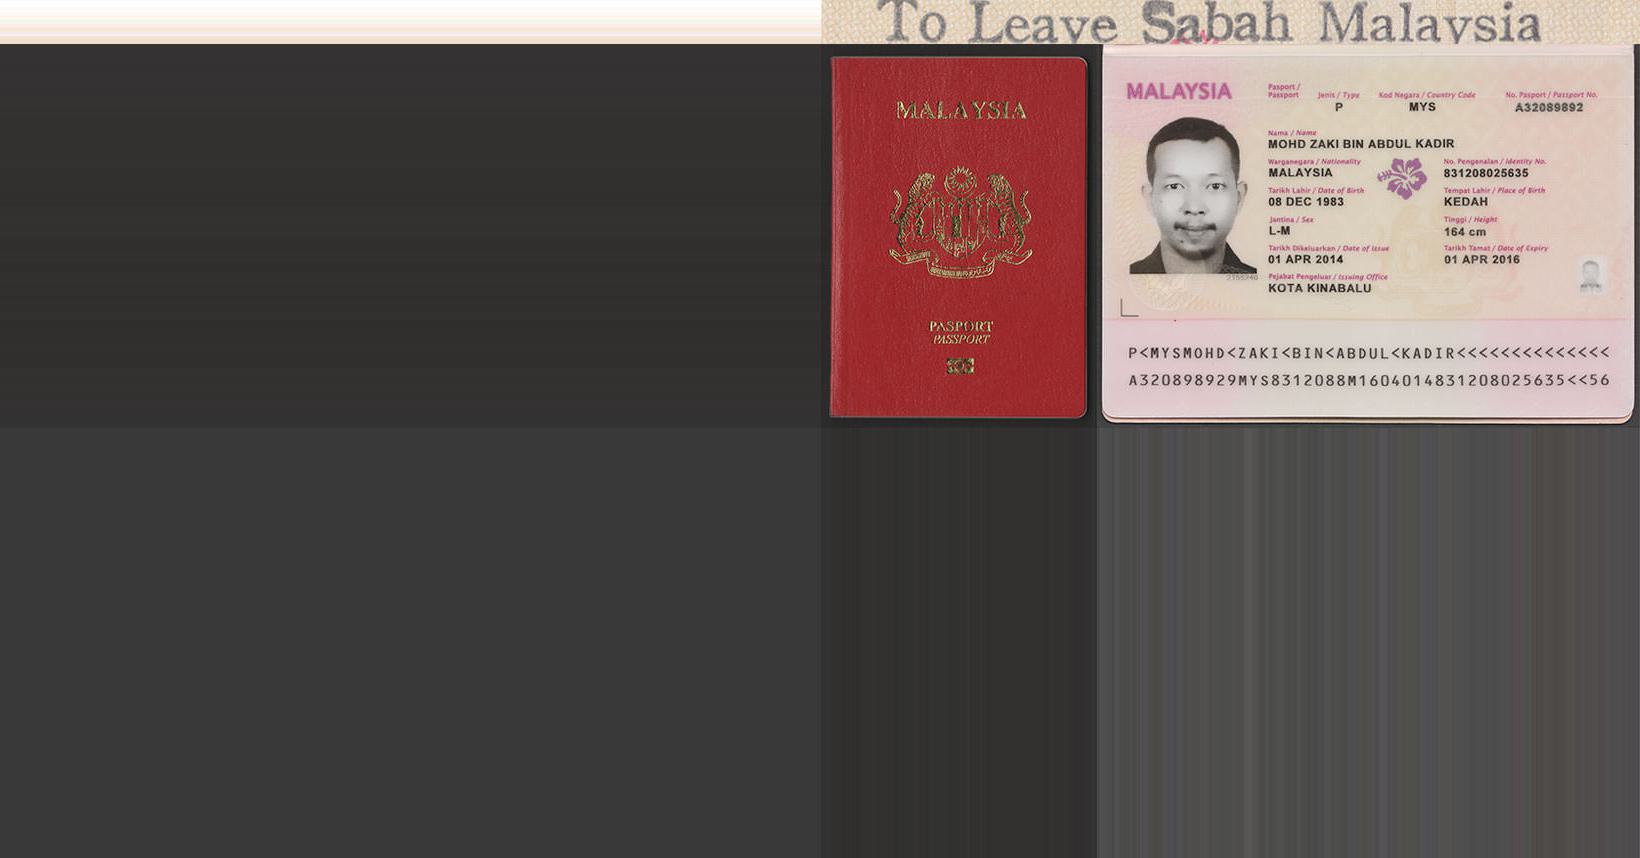 To Leave Sabah Malaysia
MALAYSIA
PASPORT
PASSPORT
MALAYSIA
Pasport /
Passport
Jenis / Type
P
Kod Negara / Country Code
MYS
No. Pasport / Passport No.
A32089892
Nama / Name
MOHD ZAKI BIN ABDUL KADIR
Warganegara / Nationality
MALAYSIA
No. Pengenalan / Identity No.
831208025635
Tarikh Lahir / Date of Birth
08 DEC 1983
Tempat Lahir / Place of Birth
KEDAH
Jantina / Sex
L-M
Tinggi / Height
164 cm
Tarikh Dikeluarkan / Date of Issue
01 APR 2014
Tarikh Tamat / Date of Expiry
01 APR 2016
Pejabat Pengeluar / Issuing Office
KOTA KINABALU
P<MYSMOHD<ZAKI<BIN<ABDUL<KADIR<<<<<<<<<<<<<<
A320898929MYS8312088M1604014831208025635<<56